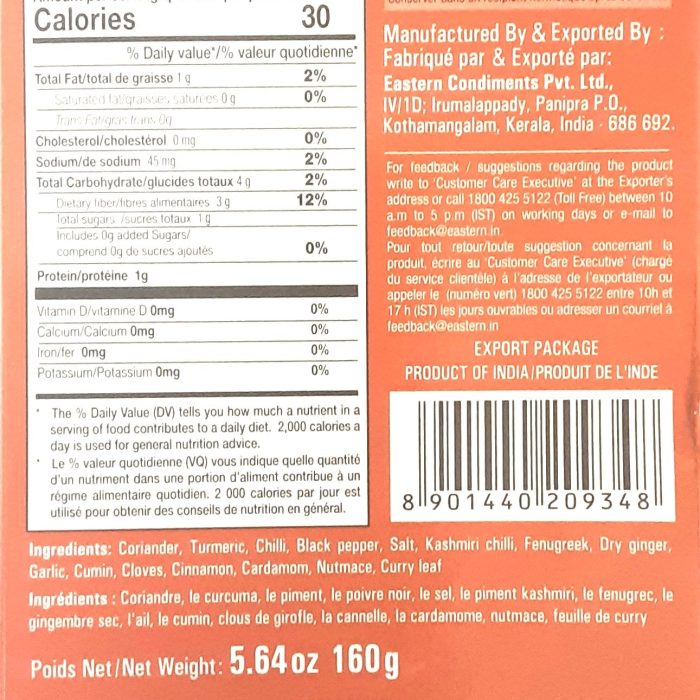 Calories 30
% Daily value*/% valeur quotidienne*
Total Fat/total de graisse 1 g 2%
Saturated fat/graisses saturées 0 g 0%
Trans Fat/gras trans 0g
Cholesterol/cholestérol 0 mg 0%
Sodium/de sodium 45 mg 2%
Total Carbohydrate/glucides totaux 4 g 2%
Dietary fiber/fibres alimentaires 3 g 12%
Total sugars /sucres totaux 1 g
Includes 0g added Sugars/
comprend 0g de sucres ajoutés 0%
Protein/protéine 1g
Vitamin D/vitamine D 0mg 0%
Calcium/Calcium 0mg 0%
Iron/fer 0mg 0%
Potassium/Potassium 0mg 0%
* The % Daily Value (DV) tells you how much a nutrient in a
serving of food contributes to a daily diet. 2,000 calories a
day is used for general nutrition advice.
* Le % valeur quotidienne (VQ) vous indique quelle quantité
d'un nutriment dans une portion d'aliment contribue à un
régime alimentaire quotidien. 2 000 calories par jour est
utilisé pour obtenir des conseils de nutrition en général.
Manufactured By & Exported By :
Fabriqué par & Exporté par:
Eastern Condiments Pvt. Ltd.,
IV/1D; Irumalappady, Panipra P.O.,
Kothamangalam, Kerala, India - 686 692.
For feedback / suggestions regarding the product
write to 'Customer Care Executive' at the Exporter's
address or call 1800 425 5122 (Toll Free) between 10
a.m to 5 p.m (IST) on working days or e-mail to
feedback@eastern.in
Pour tout retour/toute suggestion concernant la
produit, écrire au 'Customer Care Executive' (chargé
du service clientèle) à l'adresse de l'exportateur ou
appeler le (numéro vert) 1800 425 5122 entre 10h et
17 h (IST) les jours ouvrables ou adresser un courriel à
feedback@eastern.in
EXPORT PACKAGE
PRODUCT OF INDIA/PRODUIT DE L'INDE
8 901440 209348
Ingredients: Coriander, Turmeric, Chilli, Black pepper, Salt, Kashmiri chilli, Fenugreek, Dry ginger,
Garlic, Cumin, Cloves, Cinnamon, Cardamom, Nutmace, Curry leaf
Ingrédients : Coriandre, le curcuma, le piment, le poivre noir, le sel, le piment kashmiri, le fenugrec, le
gingembre sec, l'ail, le cumin, clous de girofle, la cannelle, la cardamome, nutmace, feuille de curry
Poids Net/Net Weight: 5.64 oz 160g